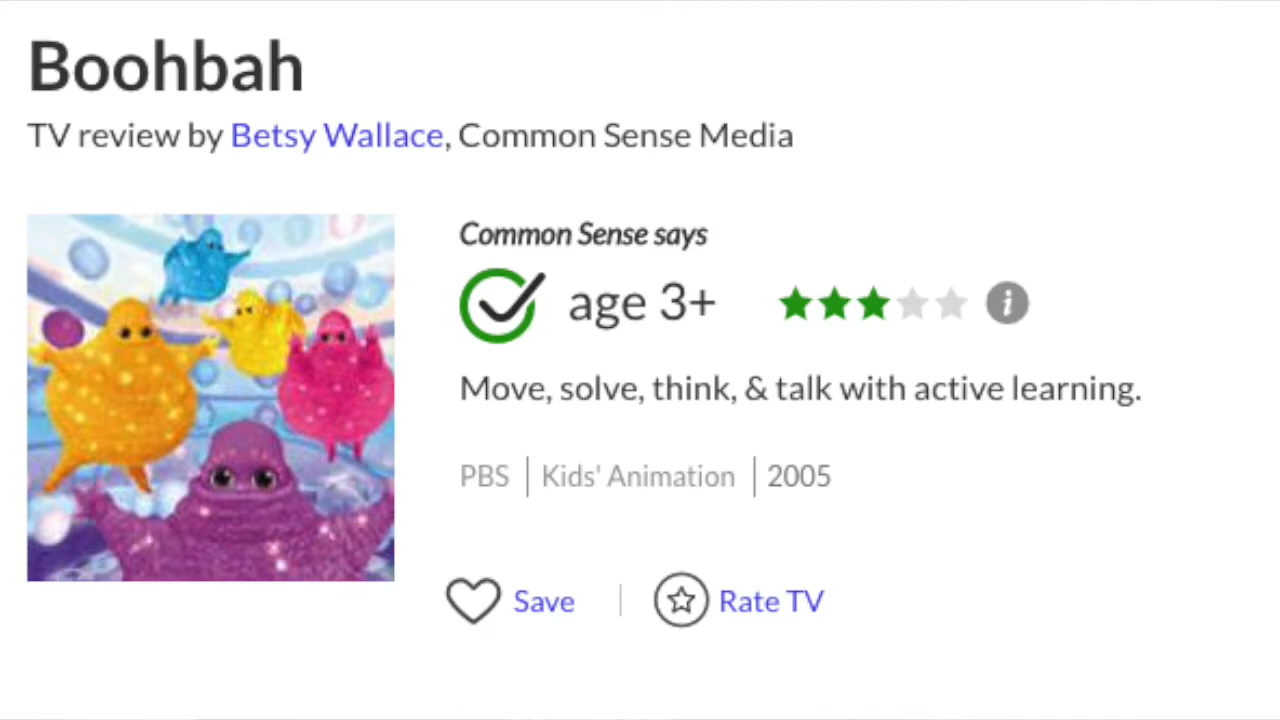 Boohbah
TV review by Betsy Wallace, Common Sense Media
Common Sense says
age 3+
Move, solve, think, & talk with active learning.
PBS | Kids' Animation | 2005
Save | Rate TV